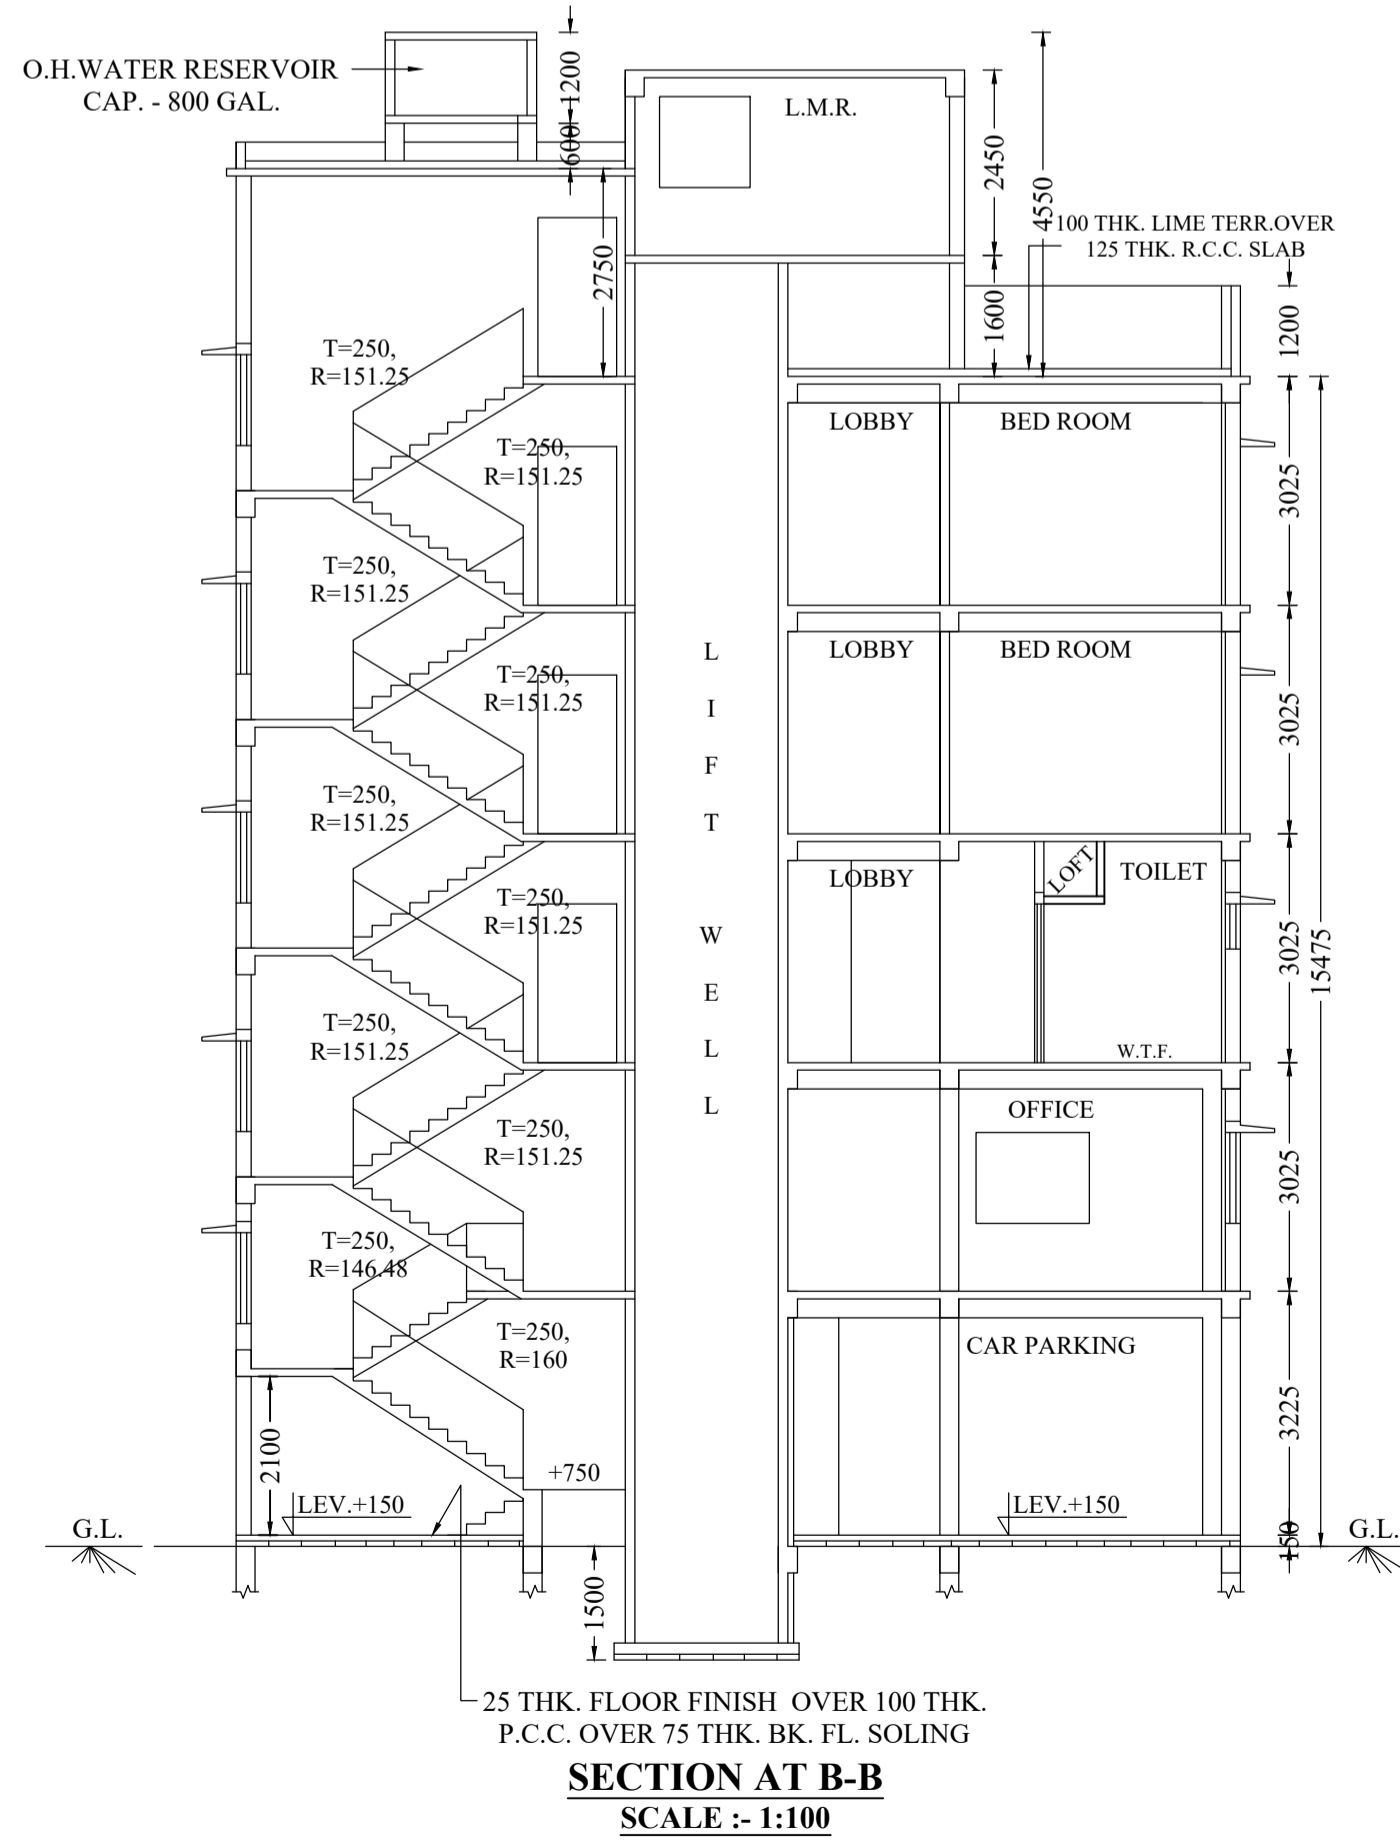 O.H.WATER RESERVOIR
CAP. - 800 GAL.
1200
600
L.M.R.
2450
4550
100 THK. LIME TERR.OVER
125 THK. R.C.C. SLAB
2750
1600
1200
T=250,
R=151.25
LOBBY
BED ROOM
T=250,
R=151.25
3025
T=250,
R=151.25
LOBBY
BED ROOM
T=250,
R=151.25
3025
T=250,
R=151.25
LOBBY
LOFT
TOILET
T=250,
R=151.25
3025
15475
LIFT WELL
T=250,
R=151.25
W.T.F.
OFFICE
T=250,
R=151.25
3025
T=250,
R=146.48
T=250,
R=160
CAR PARKING
3225
2100
+750
LEV.+150
LEV.+150
150
G.L.
G.L.
1500
25 THK. FLOOR FINISH OVER 100 THK.
P.C.C. OVER 75 THK. BK. FL. SOLING
SECTION AT B-B
SCALE :- 1:100